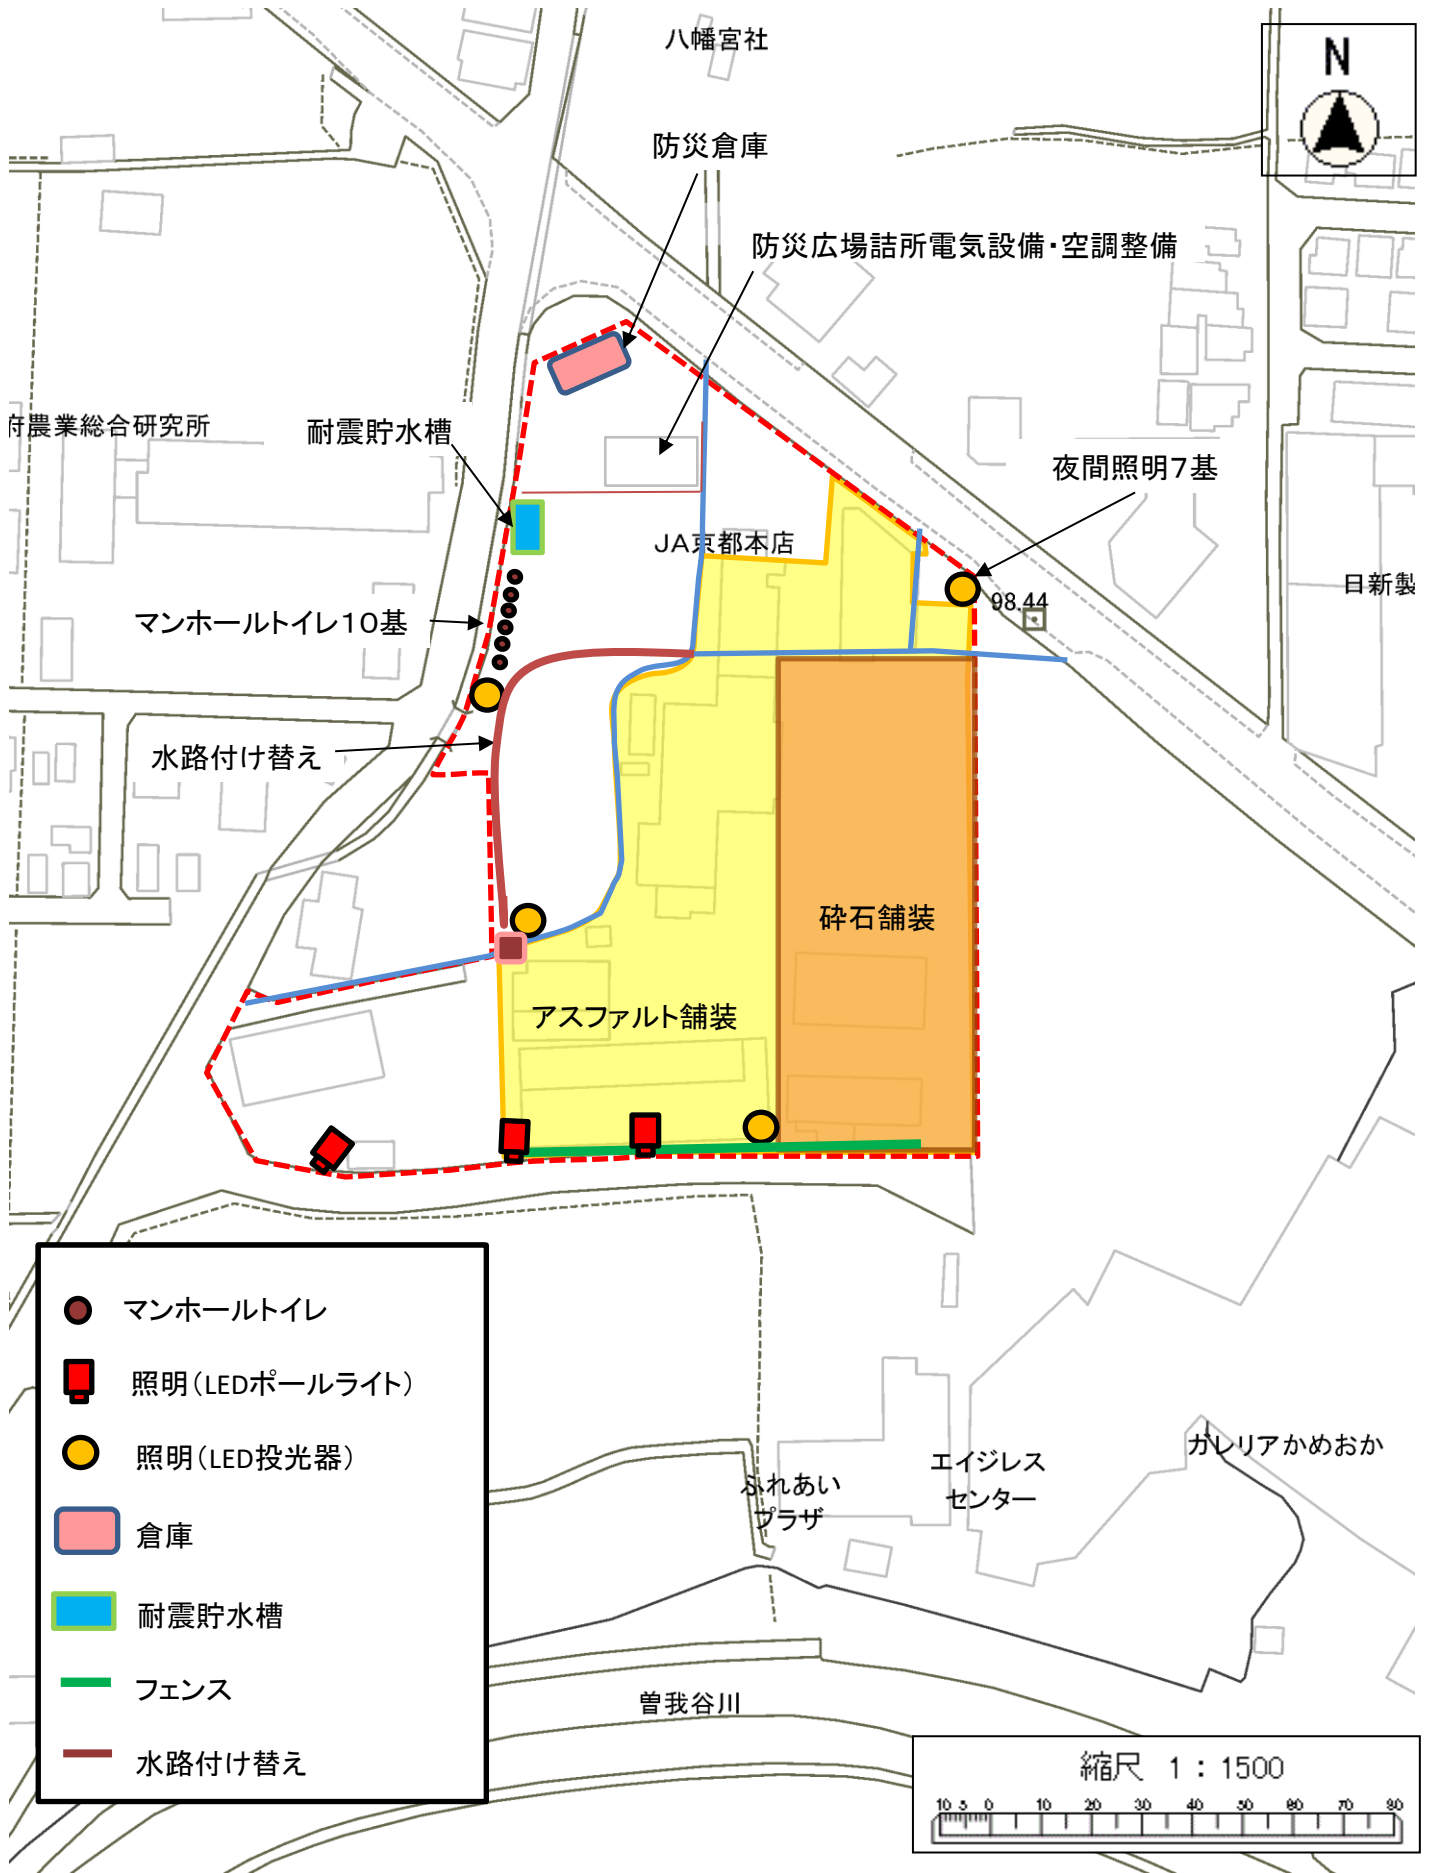 八幡宮社
N
防災倉庫
防災広場詰所電気設備・空調整備
府農業総合研究所
耐震貯水槽
夜間照明7基
JA京都本店
日新製
98.44
マンホールトイレ10基
水路付け替え
砕石舗装
アスファルト舗装
マンホールトイレ
照明(LEDポールライト)
照明(LED投光器)
倉庫
耐震貯水槽
フェンス
水路付け替え
ガレリアかめおか
エイジレス
センター
ふれあい
プラザ
曽我谷川
縮尺 1:1500
10 5 0 10 20 30 40 50 60 70 80